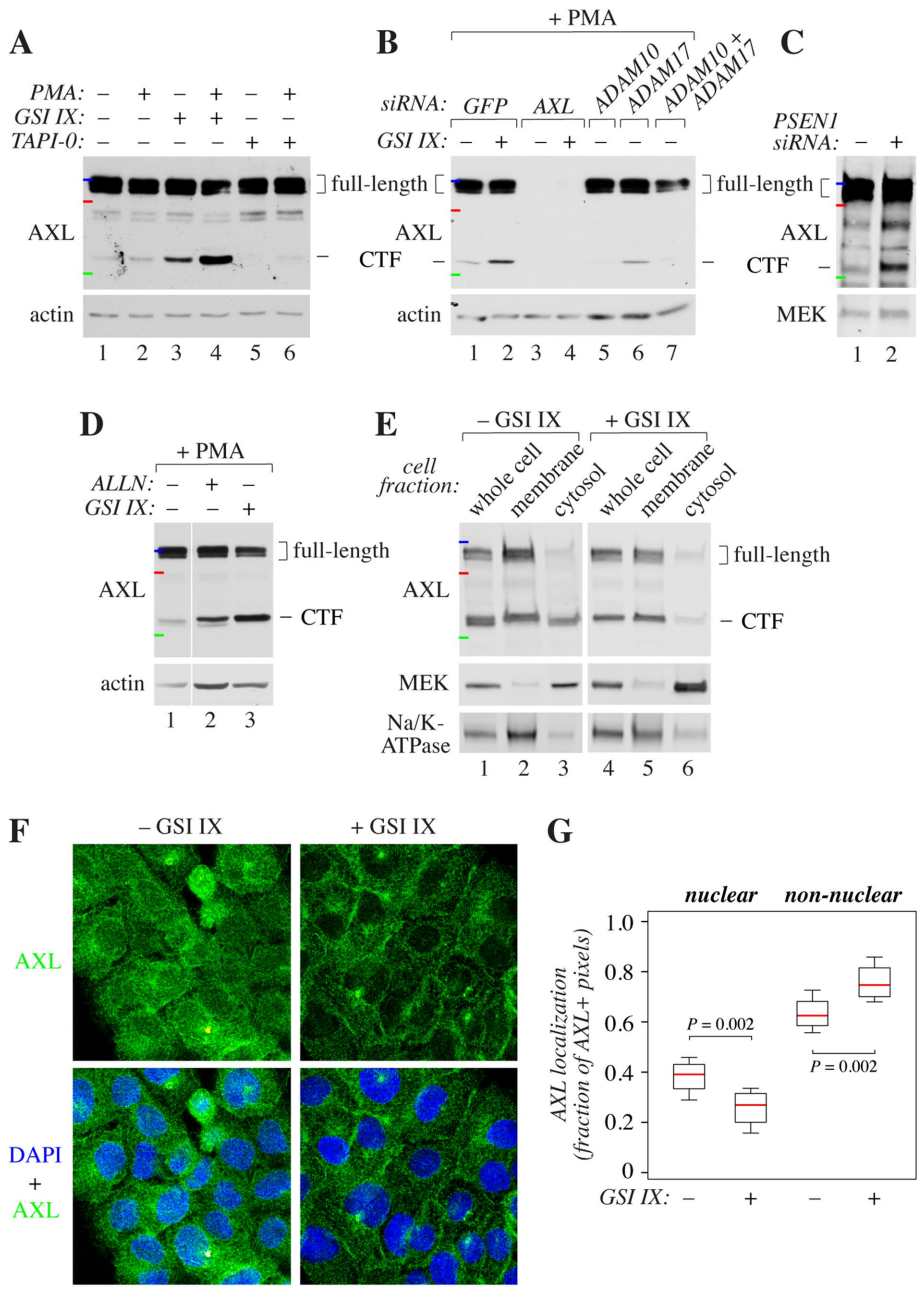 A
PMA: – + – + – +
GSI IX: – – + + – –
TAPI-0: – – – – + +
full-length
AXL
CTF
actin
1 2 3 4 5 6
B
+ PMA
siRNA: GFP AXL ADAM10 ADAM17 ADAM10 + ADAM17
GSI IX: – + – + – – –
full-length
CTF
actin
1 2 3 4 5 6 7
C
PSEN1
siRNA: – +
full-length
AXL
CTF
MEK
1 2
D
+ PMA
ALLN: – + –
GSI IX: – – +
full-length
AXL
– CTF
actin
1 2 3
E
– GSI IX + GSI IX
cell
fraction: whole cell membrane cytosol whole cell membrane cytosol
full-length
AXL
– CTF
MEK
Na/K-
ATPase
1 2 3 4 5 6
F
– GSI IX + GSI IX
AXL
DAPI
+
AXL
G
nuclear non-nuclear
AXL localization
(fraction of AXL+ pixels)
1.0
0.8
0.6
0.4
0.2
0
P = 0.002
P = 0.002
GSI IX: – + – +